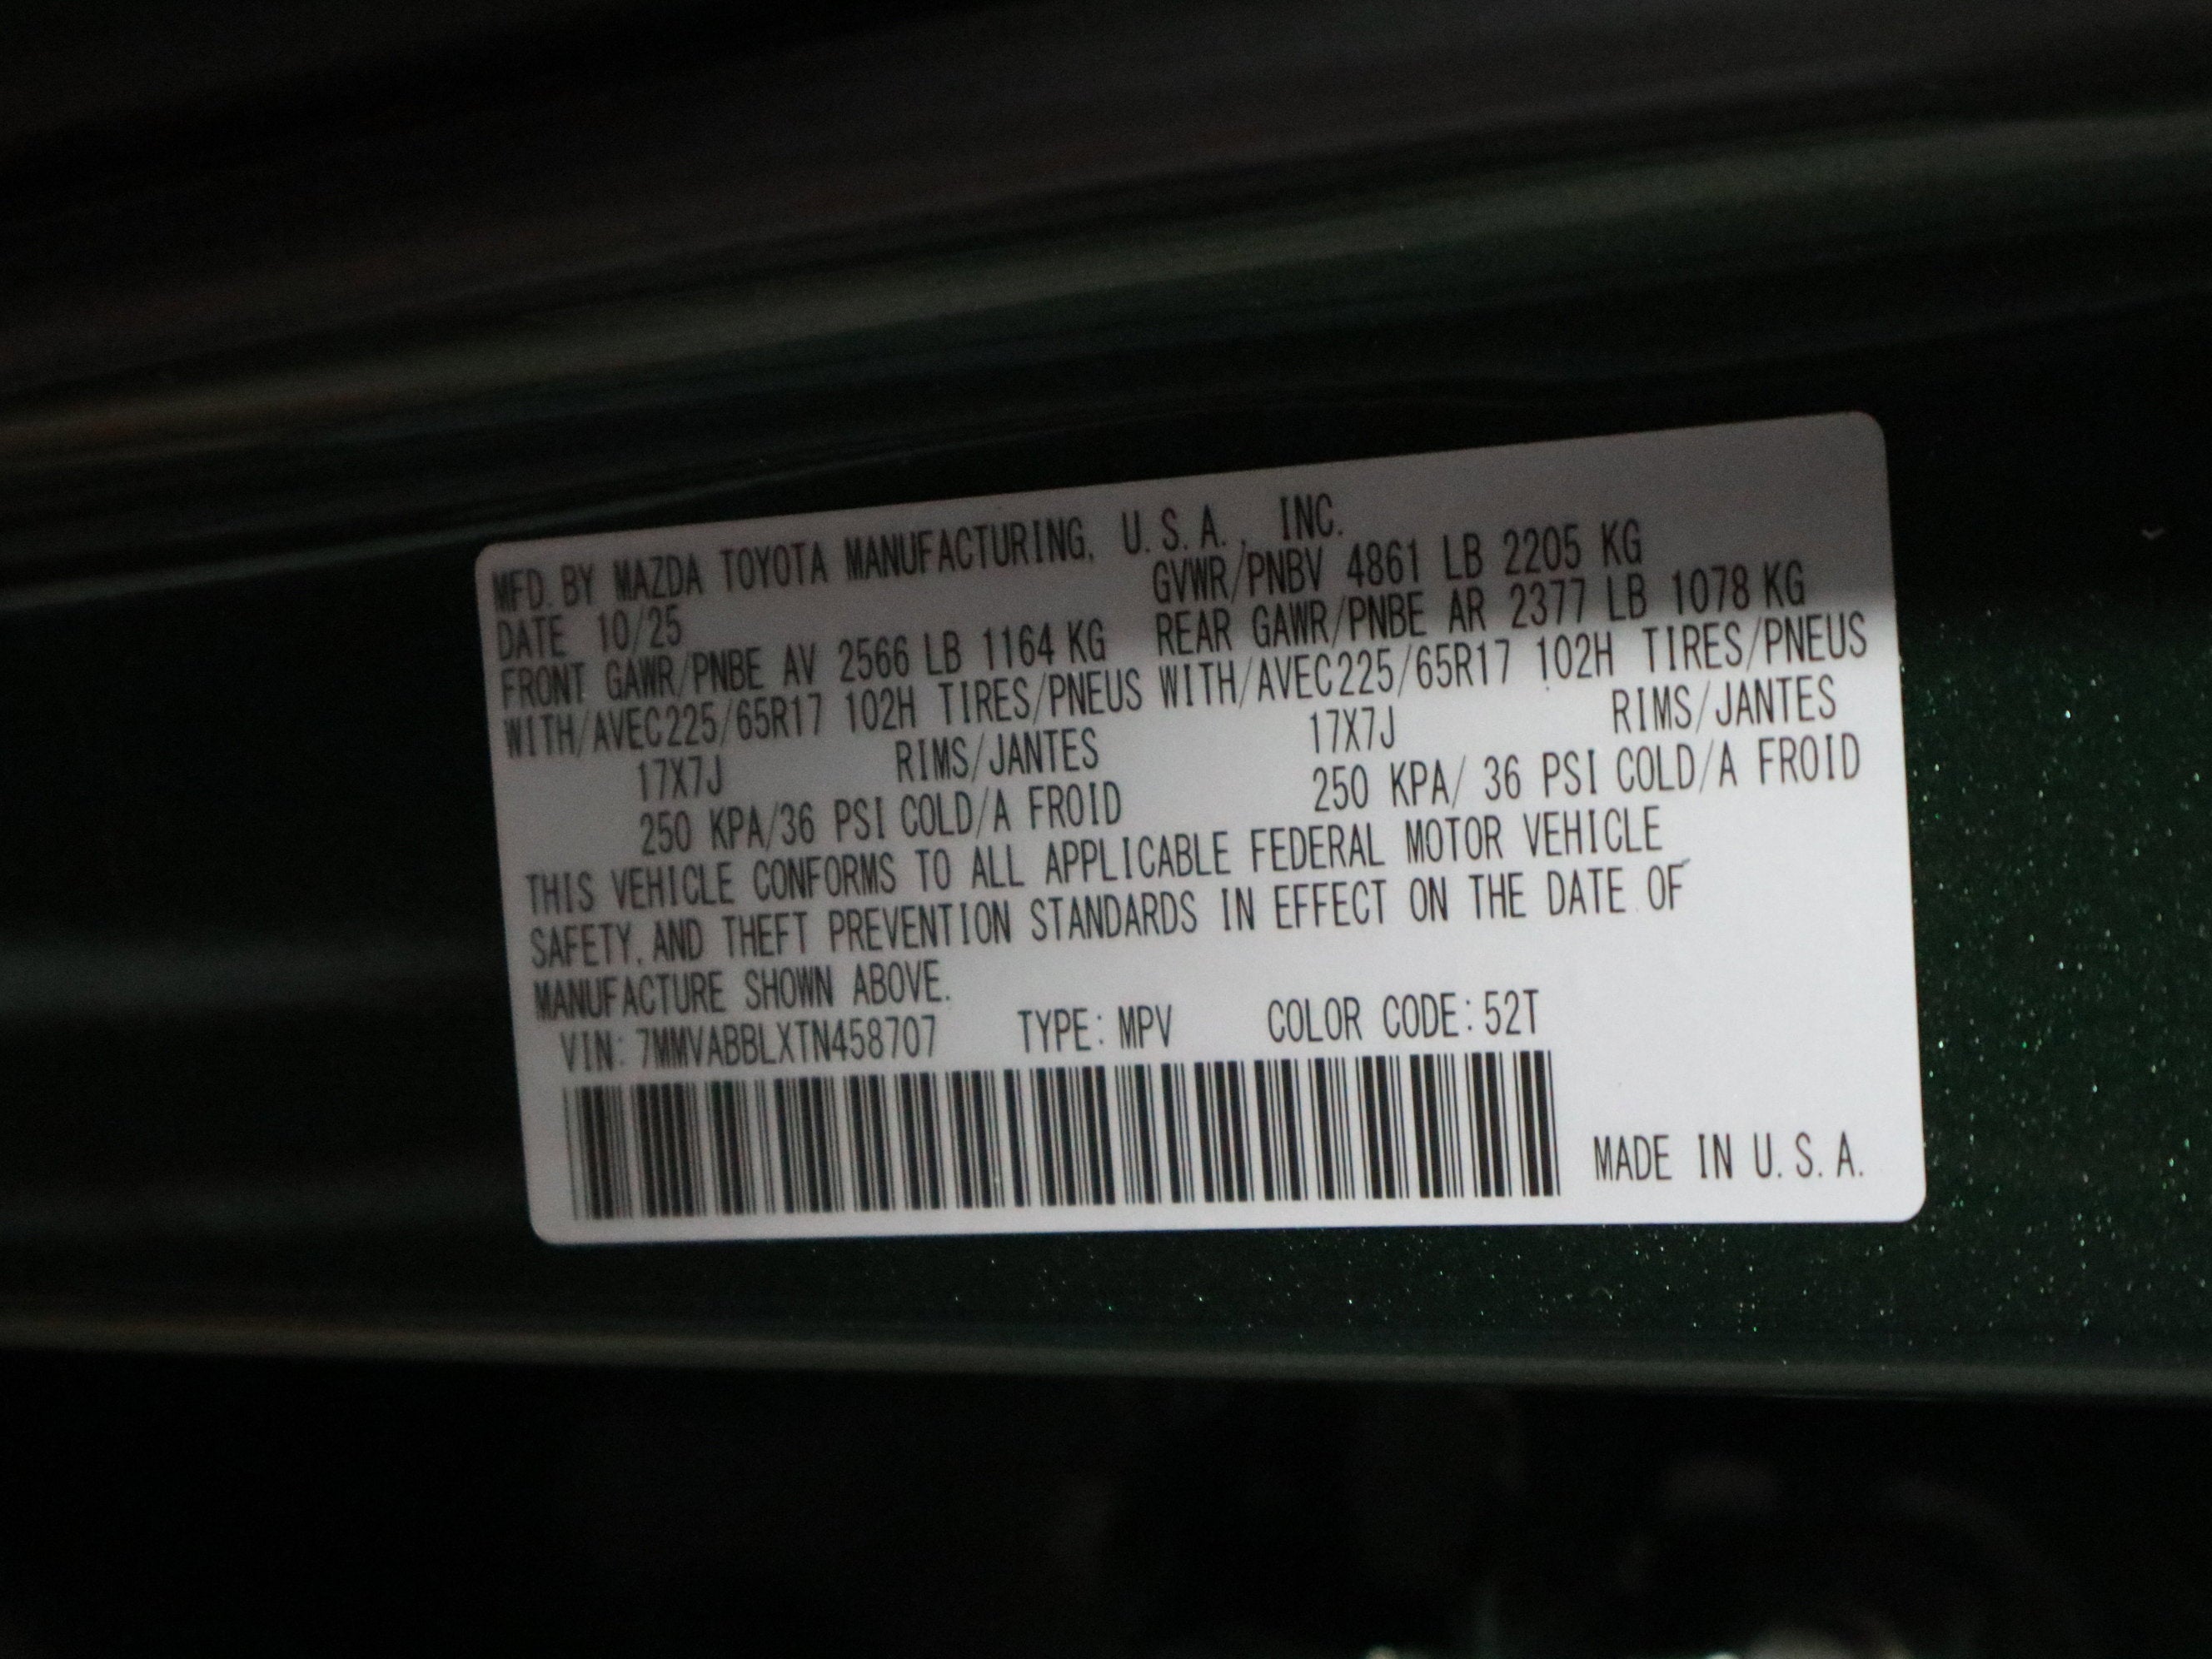 MFD. BY MAZDA TOYOTA MANUFACTURING, U.S.A., INC.
DATE 10/25 GVWR/PNBV 4861 LB 2205 KG
FRONT GAWR/PNBE AV 2566 LB 1164 KG REAR GAWR/PNBE AR 2377 LB 1078 KG
WITH/AVEC225/65R17 102H TIRES/PNEUS WITH/AVEC225/65R17 102H TIRES/PNEUS
17X7J RIMS/JANTES 17X7J RIMS/JANTES
250 KPA/36 PSI COLD/A FROID 250 KPA/ 36 PSI COLD/A FROID
THIS VEHICLE CONFORMS TO ALL APPLICABLE FEDERAL MOTOR VEHICLE
SAFETY, AND THEFT PREVENTION STANDARDS IN EFFECT ON THE DATE OF
MANUFACTURE SHOWN ABOVE.
VIN: 7MMVABBLXTN458707 TYPE: MPV COLOR CODE: 52T
MADE IN U.S.A.